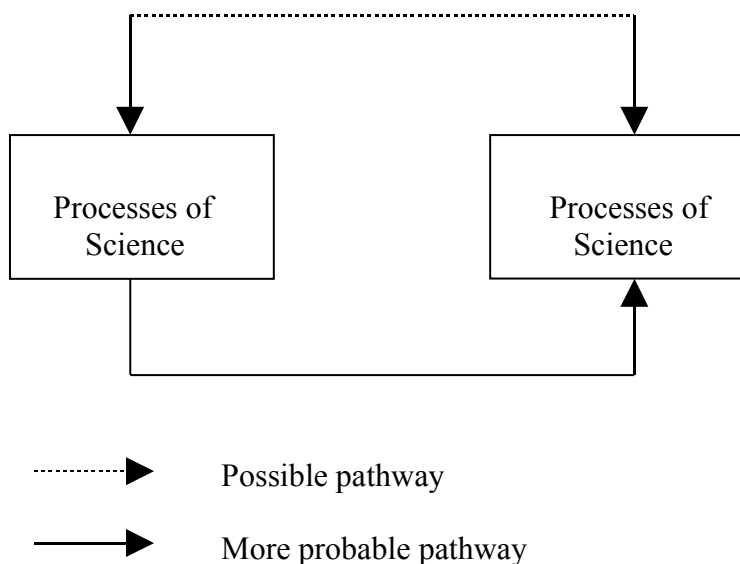 Processes of
Science
Processes of
Science
Possible pathway
More probable pathway